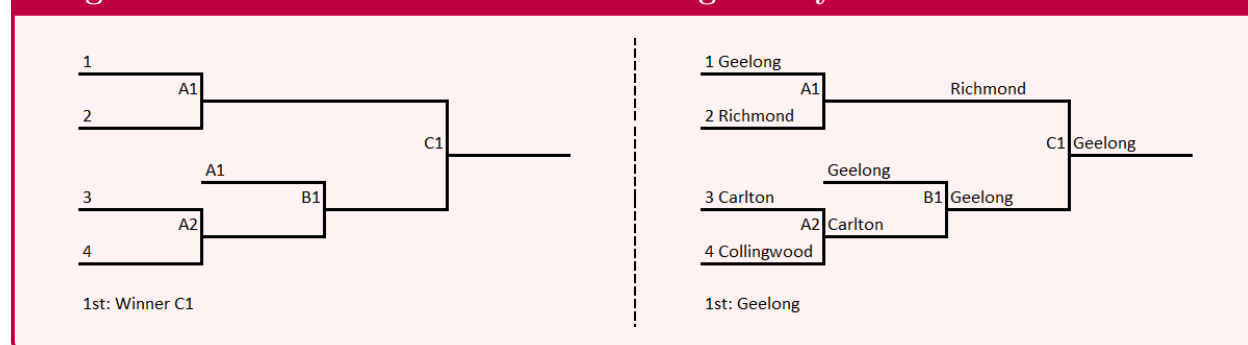 1
A1
2
C1
A1
3
B1
A2
4
1st: Winner C1
1 Geelong
A1
Richmond
2 Richmond
C1 Geelong
Geelong
3 Carlton
B1 Geelong
A2 Carlton
4 Collingwood
1st: Geelong